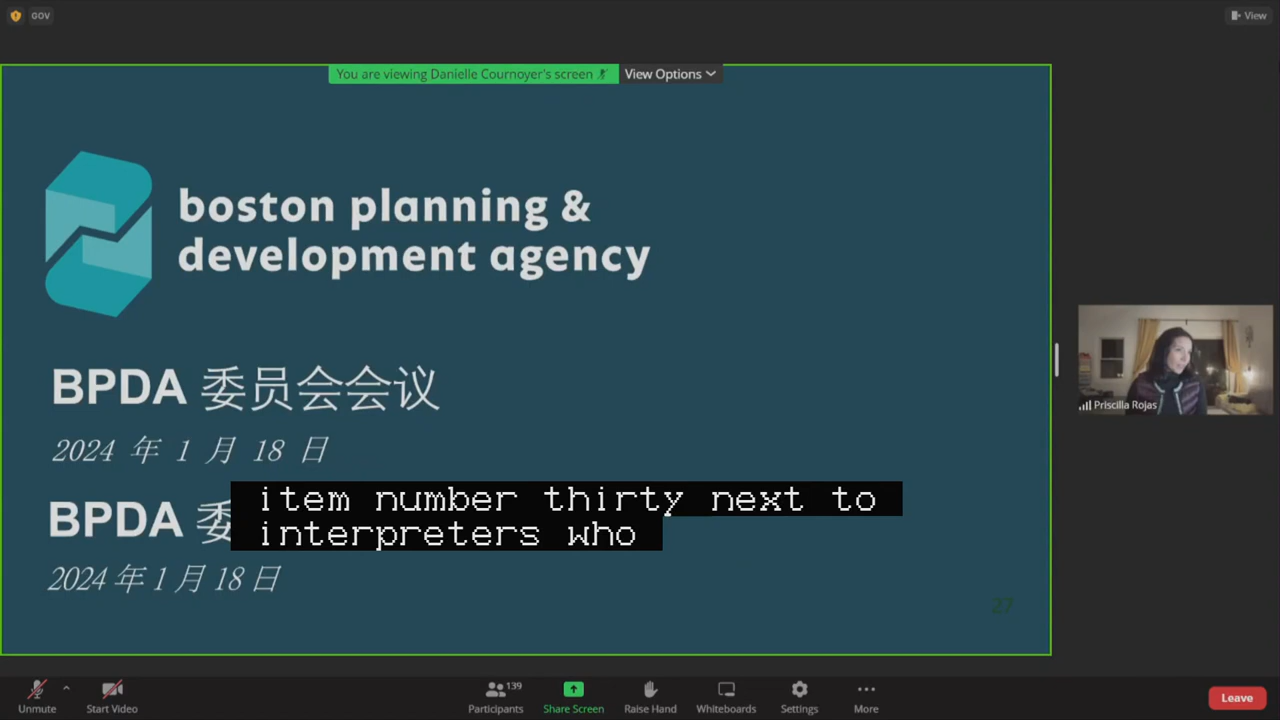 GOV
View
You are viewing Danielle Cournoyer's screen
View Options
boston planning &
development agency
BPDA 委员会会议
2024 年 1 月 18 日
BPDA 委
item number thirty next to
interpreters who
2024 年 1 月 18 日
27
Priscilla Rojas
Unmute
Start Video
Participants
139
Share Screen
Raise Hand
Whiteboards
Settings
More
Leave